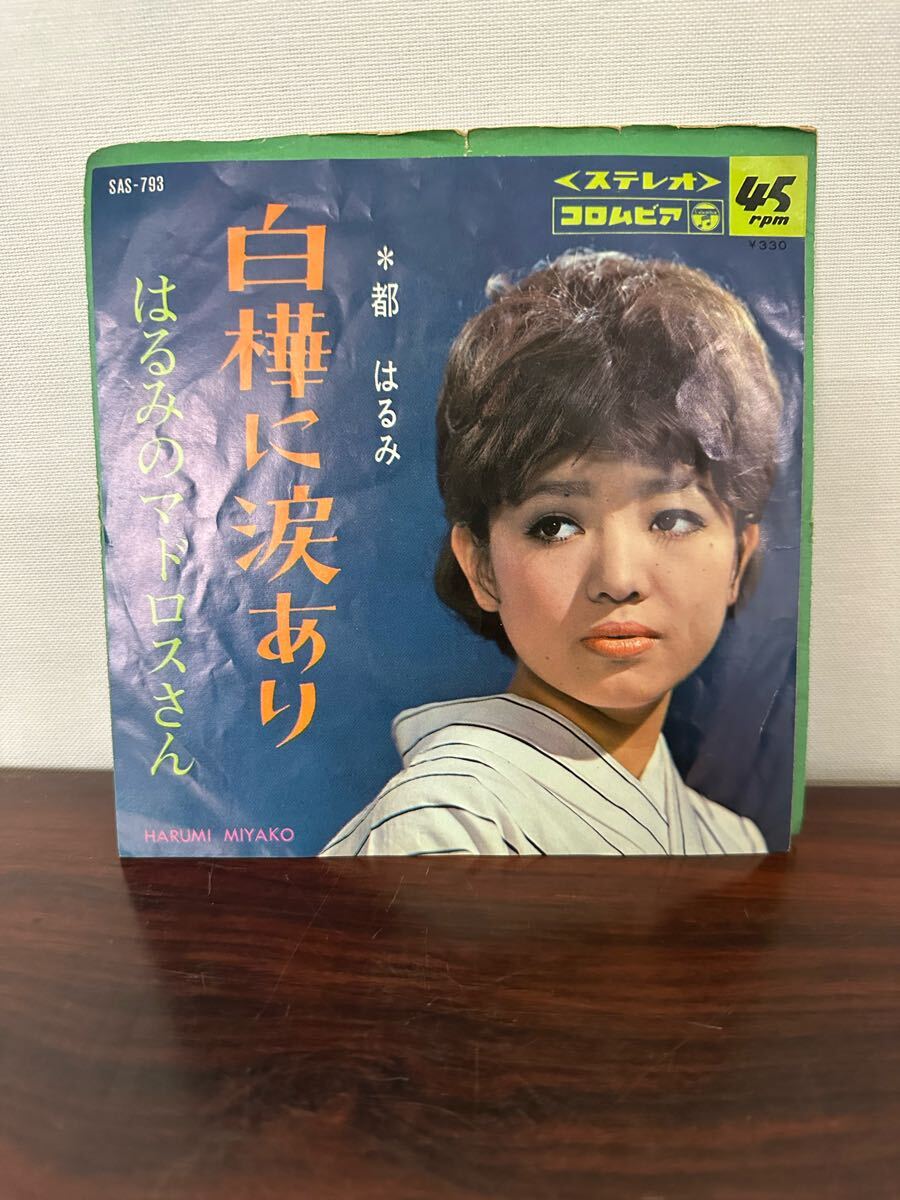 SAS-793
<ステレオ>
コロムビア
45
rpm
¥330
*都 はるみ
白樺に涙あり
はるみのマドロスさん
HARUMI MIYAKO